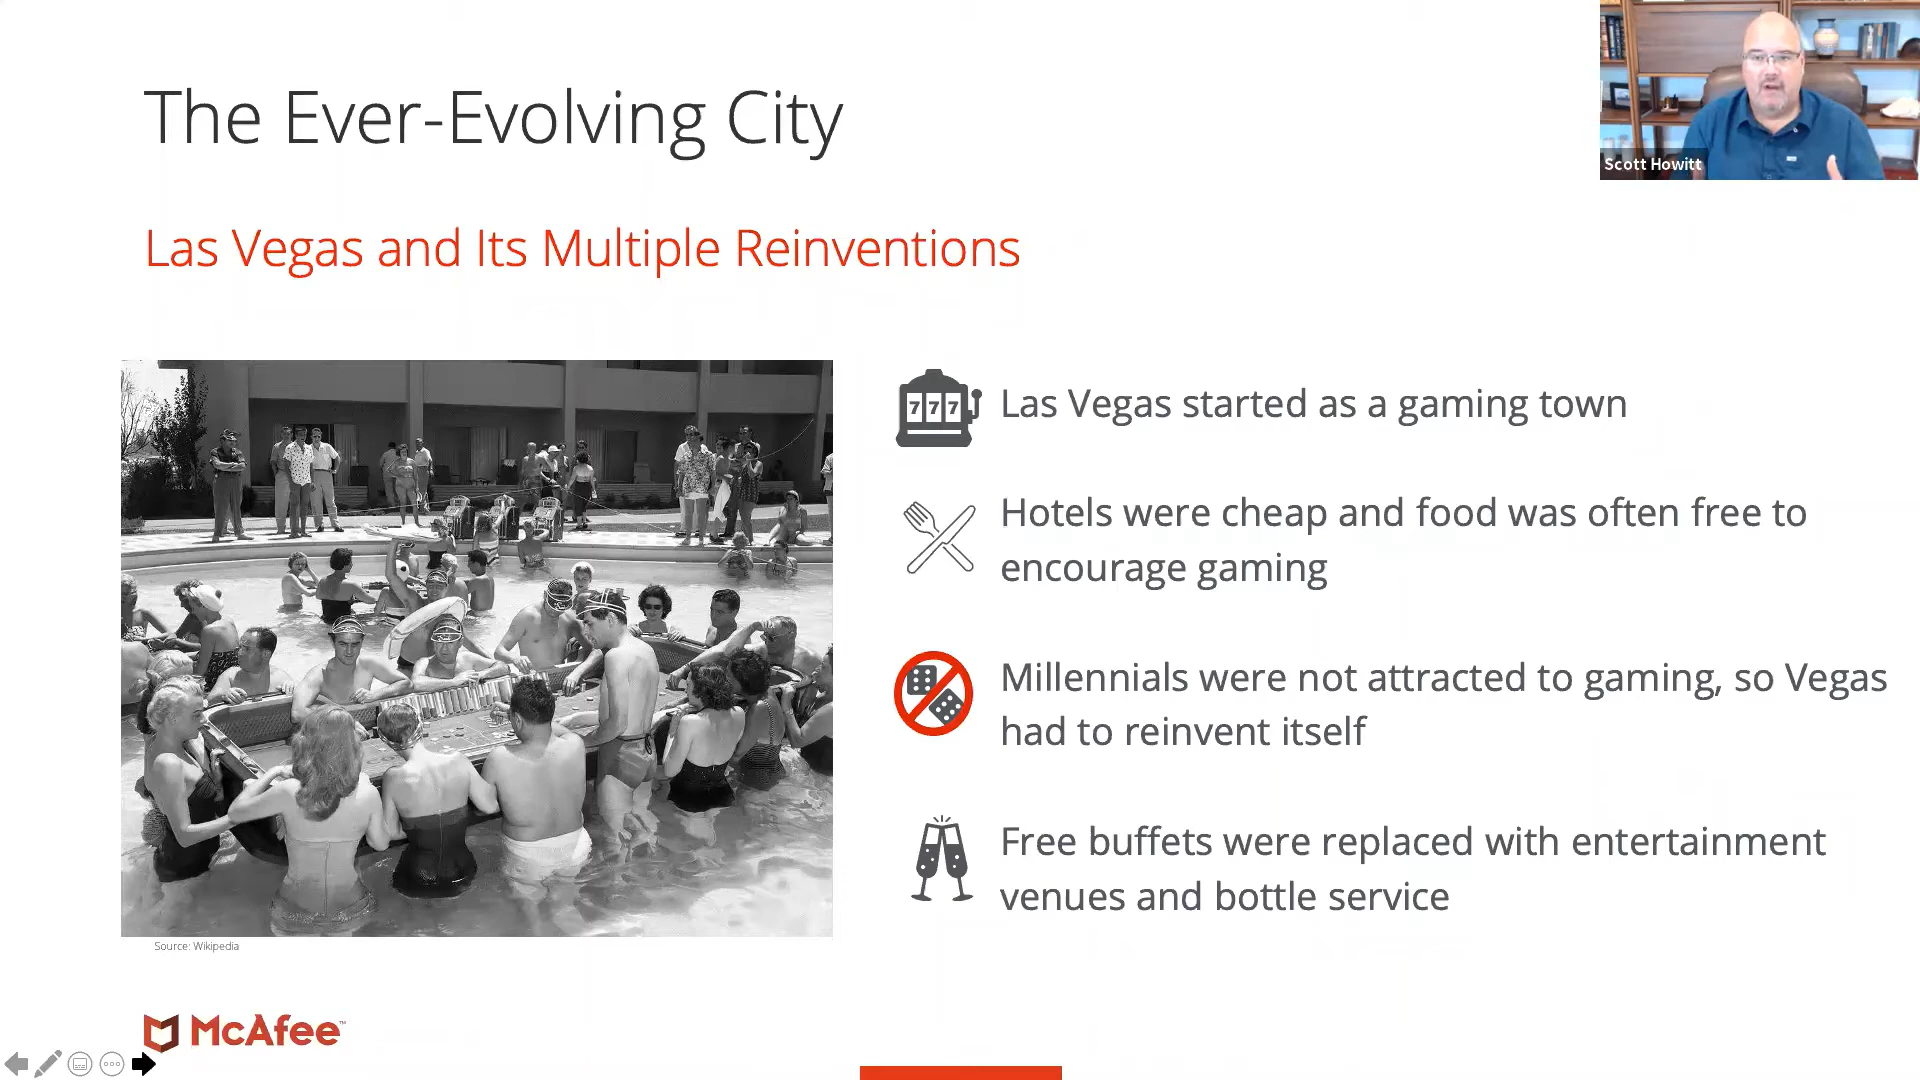 The Ever-Evolving City
Scott Howitt
Las Vegas and Its Multiple Reinventions
777
Las Vegas started as a gaming town
Hotels were cheap and food was often free to
encourage gaming
Millennials were not attracted to gaming, so Vegas
had to reinvent itself
Free buffets were replaced with entertainment
venues and bottle service
Source: Wikipedia
McAfee™